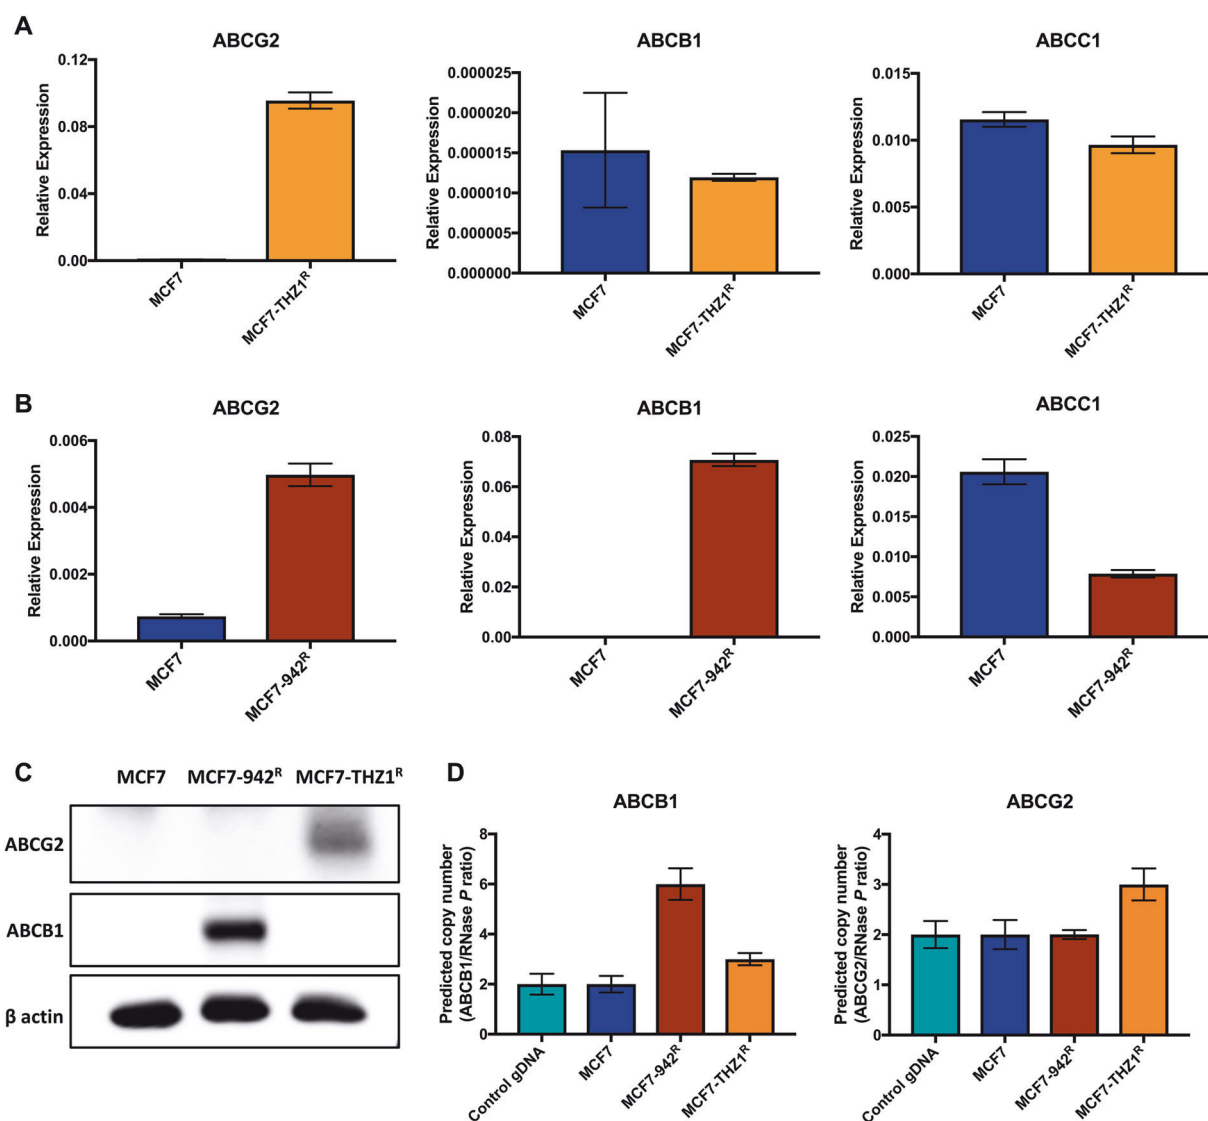 A
ABCG2
Relative Expression
0.12
0.08
0.04
0.00
MCF7
MCF7-THZ1ᴿ
ABCB1
Relative Expression
0.000025
0.000020
0.000015
0.000010
0.000005
0.000000
MCF7
MCF7-THZ1ᴿ
ABCC1
Relative Expression
0.015
0.010
0.005
0.000
MCF7
MCF7-THZ1ᴿ
B
ABCG2
Relative Expression
0.006
0.004
0.002
0.000
MCF7
MCF7-942ᴿ
ABCB1
Relative Expression
0.08
0.06
0.04
0.02
0.00
MCF7
MCF7-942ᴿ
ABCC1
Relative Expression
0.025
0.020
0.015
0.010
0.005
0.000
MCF7
MCF7-942ᴿ
C
MCF7 MCF7-942ᴿ MCF7-THZ1ᴿ
ABCG2
ABCB1
β actin
D
ABCB1
Predicted copy number
(ABCB1/RNase P ratio)
8
6
4
2
0
Control gDNA
MCF7
MCF7-942ᴿ
MCF7-THZ1ᴿ
ABCG2
Predicted copy number
(ABCG2/RNase P ratio)
4
3
2
1
0
Control gDNA
MCF7
MCF7-942ᴿ
MCF7-THZ1ᴿ